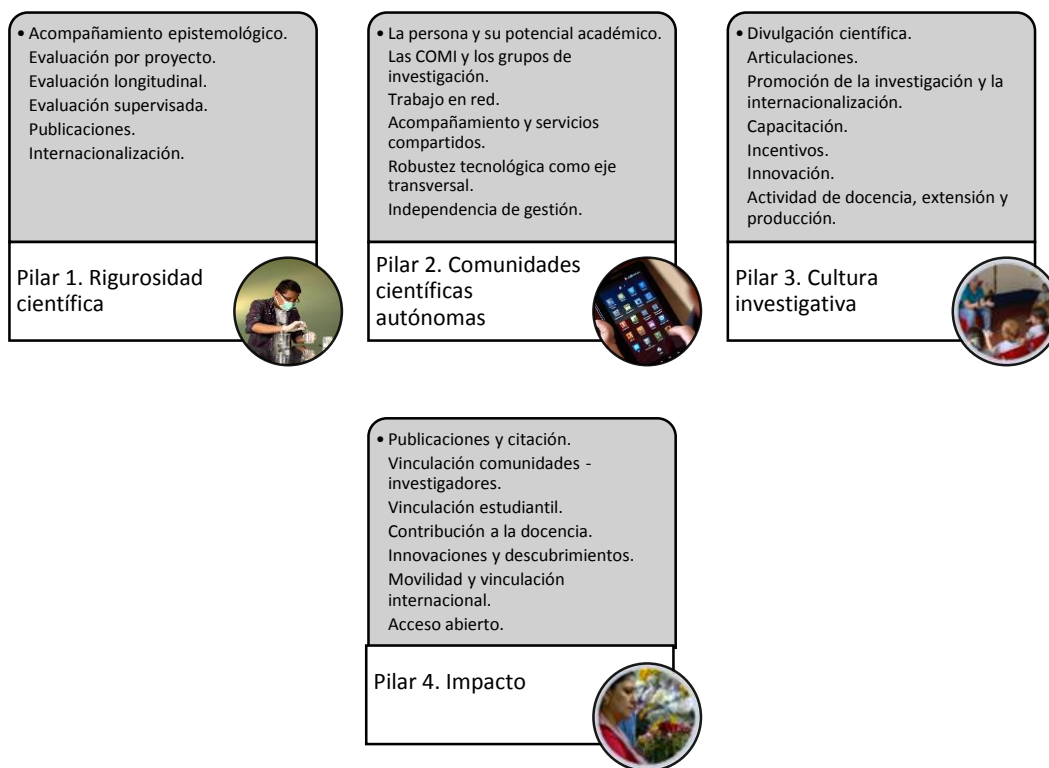 • Acompañamiento epistemológico.
Evaluación por proyecto.
Evaluación longitudinal.
Evaluación supervisada.
Publicaciones.
Internacionalización.
Pilar 1. Rigurosidad
científica
• La persona y su potencial académico.
Las COMI y los grupos de
investigación.
Trabajo en red.
Acompañamiento y servicios
compartidos.
Robustez tecnológica como eje
transversal.
Independencia de gestión.
Pilar 2. Comunidades
científicas
autónomas
• Divulgación científica.
Articulaciones.
Promoción de la investigación y la
internacionalización.
Capacitación.
Incentivos.
Innovación.
Actividad de docencia, extensión y
producción.
Pilar 3. Cultura
investigativa
• Publicaciones y citación.
Vinculación comunidades -
investigadores.
Vinculación estudiantil.
Contribución a la docencia.
Innovaciones y descubrimientos.
Movilidad y vinculación
internacional.
Acceso abierto.
Pilar 4. Impacto